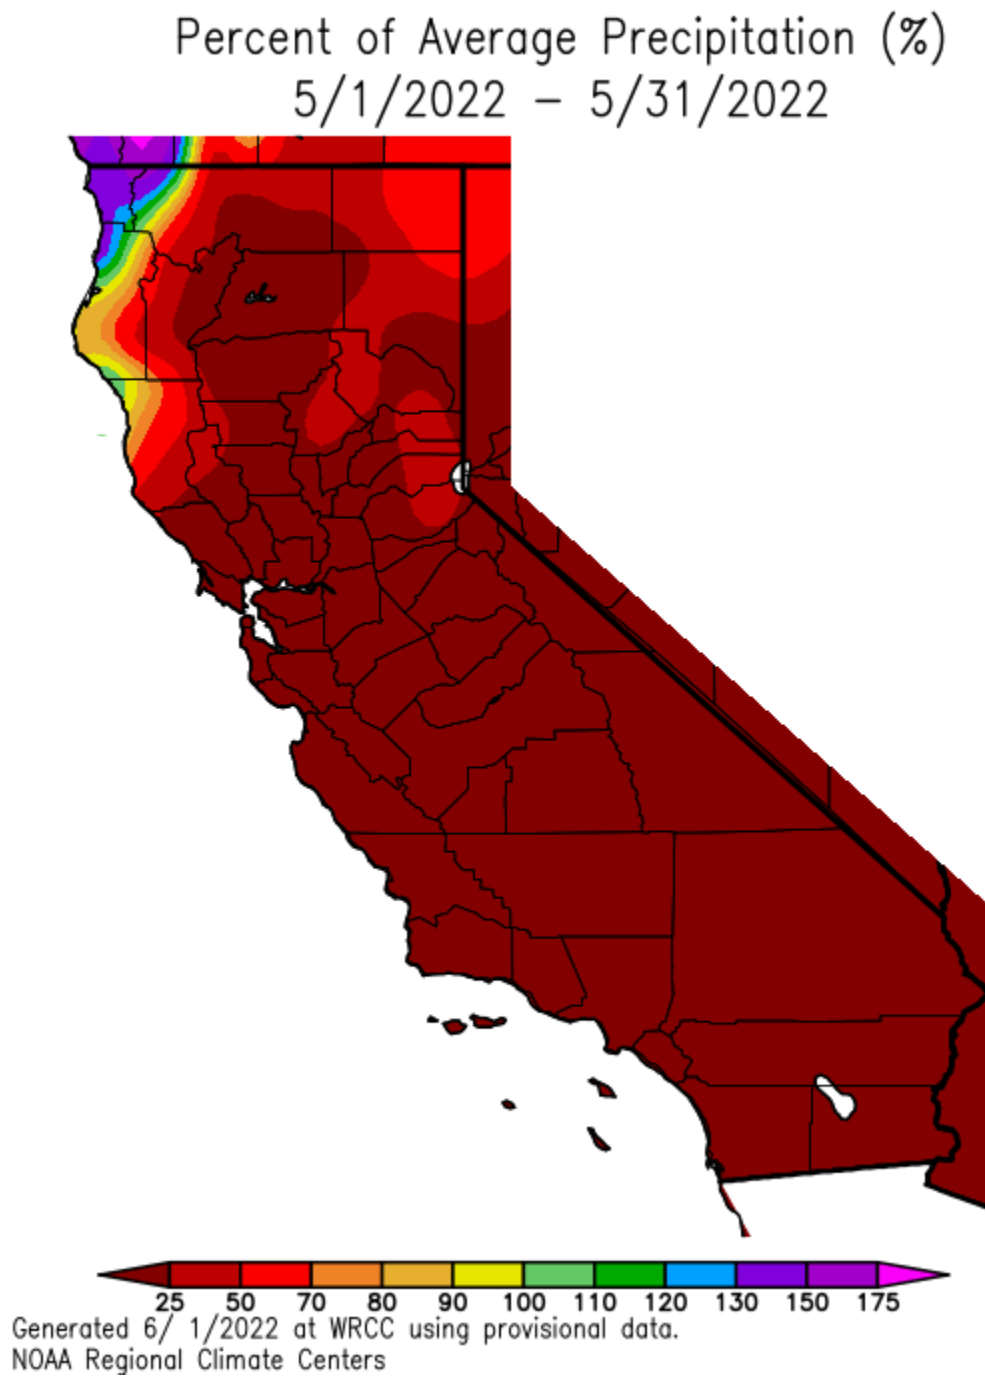 Percent of Average Precipitation (%)
5/1/2022 – 5/31/2022
25 50 70 80 90 100 110 120 130 150 175
Generated 6/ 1/2022 at WRCC using provisional data.
NOAA Regional Climate Centers